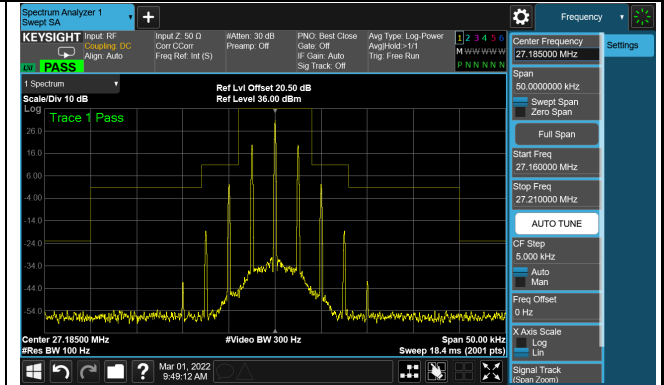 Spectrum Analyzer 1
Swept SA
Frequency
KEYSIGHT
Input: RF
Coupling: DC
Align: Auto
Input Z: 50 Ω
Corr CCorr
Freq Ref: Int (S)
#Atten: 30 dB
Preamp: Off
PNO: Best Close
Gate: Off
IF Gain: Auto
Sig Track: Off
Avg Type: Log-Power
Avg|Hold:>1/1
Trig: Free Run
1 2 3 4 5 6
M W W W W W
P N N N N N
PASS
1 Spectrum
Scale/Div 10 dB
Ref Lvl Offset 20.50 dB
Ref Level 36.00 dBm
Log
Trace 1 Pass
26.0
16.0
6.00
-4.00
-14.0
-24.0
-34.0
-44.0
-54.0
Center 27.18500 MHz
#Res BW 100 Hz
#Video BW 300 Hz
Span 50.00 kHz
Sweep 18.4 ms (2001 pts)
Mar 01, 2022
9:49:12 AM
Center Frequency
27.185000 MHz
Settings
Span
50.0000000 kHz
Swept Span
Zero Span
Full Span
Start Freq
27.160000 MHz
Stop Freq
27.210000 MHz
AUTO TUNE
CF Step
5.000 kHz
Auto
Man
Freq Offset
0 Hz
X Axis Scale
Log
Lin
Signal Track
(Span Zoom)